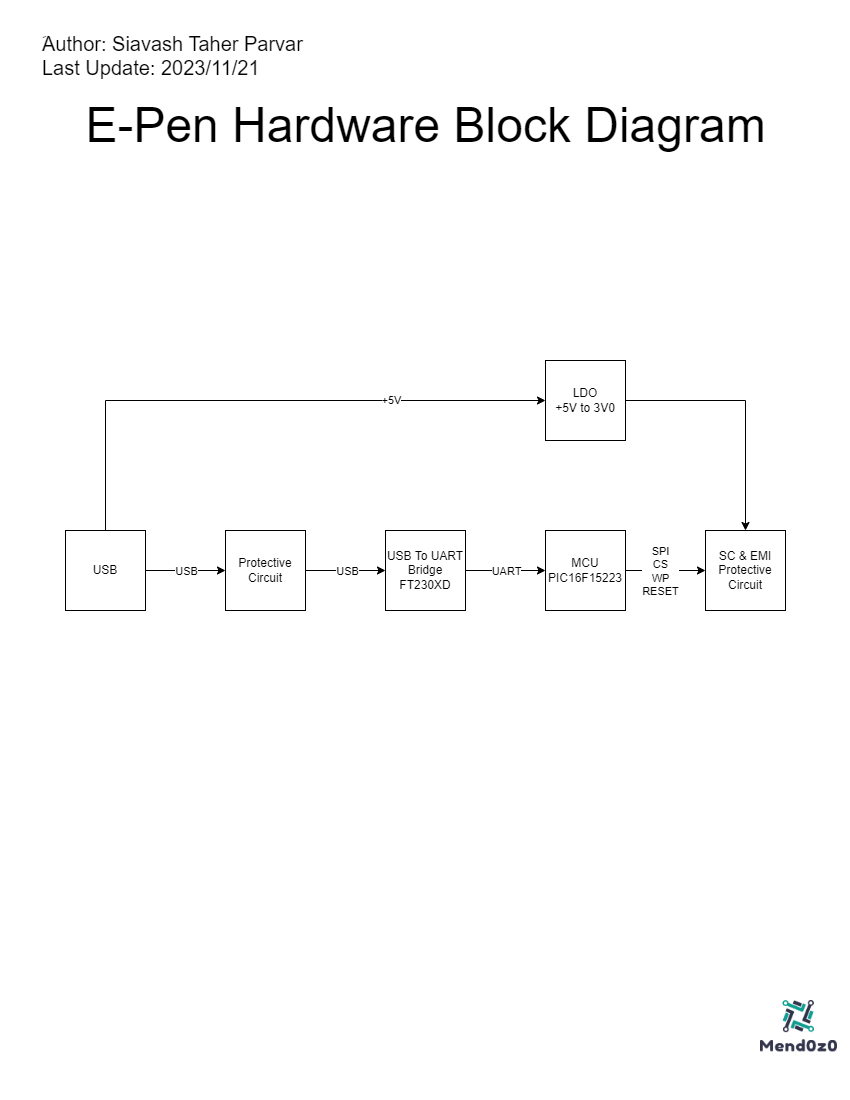 Author: Siavash Taher Parvar
Last Update: 2023/11/21
E-Pen Hardware Block Diagram
LDO
+5V to 3V0
+5V
USB
USB
Protective
Circuit
USB
USB To UART
Bridge
FT230XD
UART
MCU
PIC16F15223
SPI
CS
WP
RESET
SC & EMI
Protective
Circuit
Mend0z0